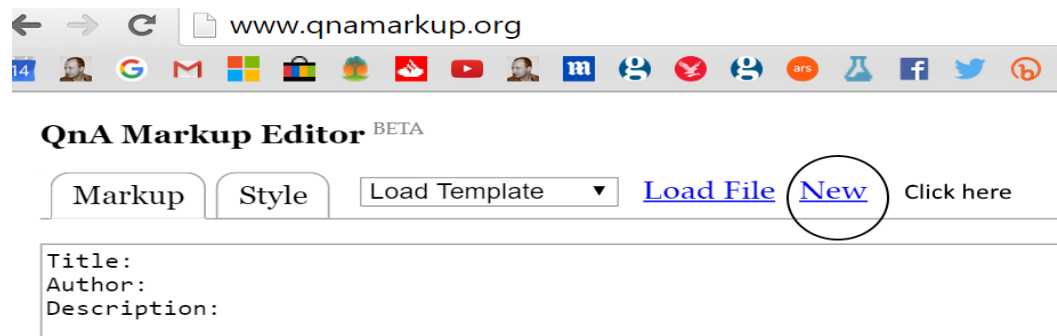 www.qnamarkup.org
14 G M m g g ars f b
QnA Markup Editor BETA
Markup Style Load Template ▼ Load File New Click here
Title:
Author:
Description: